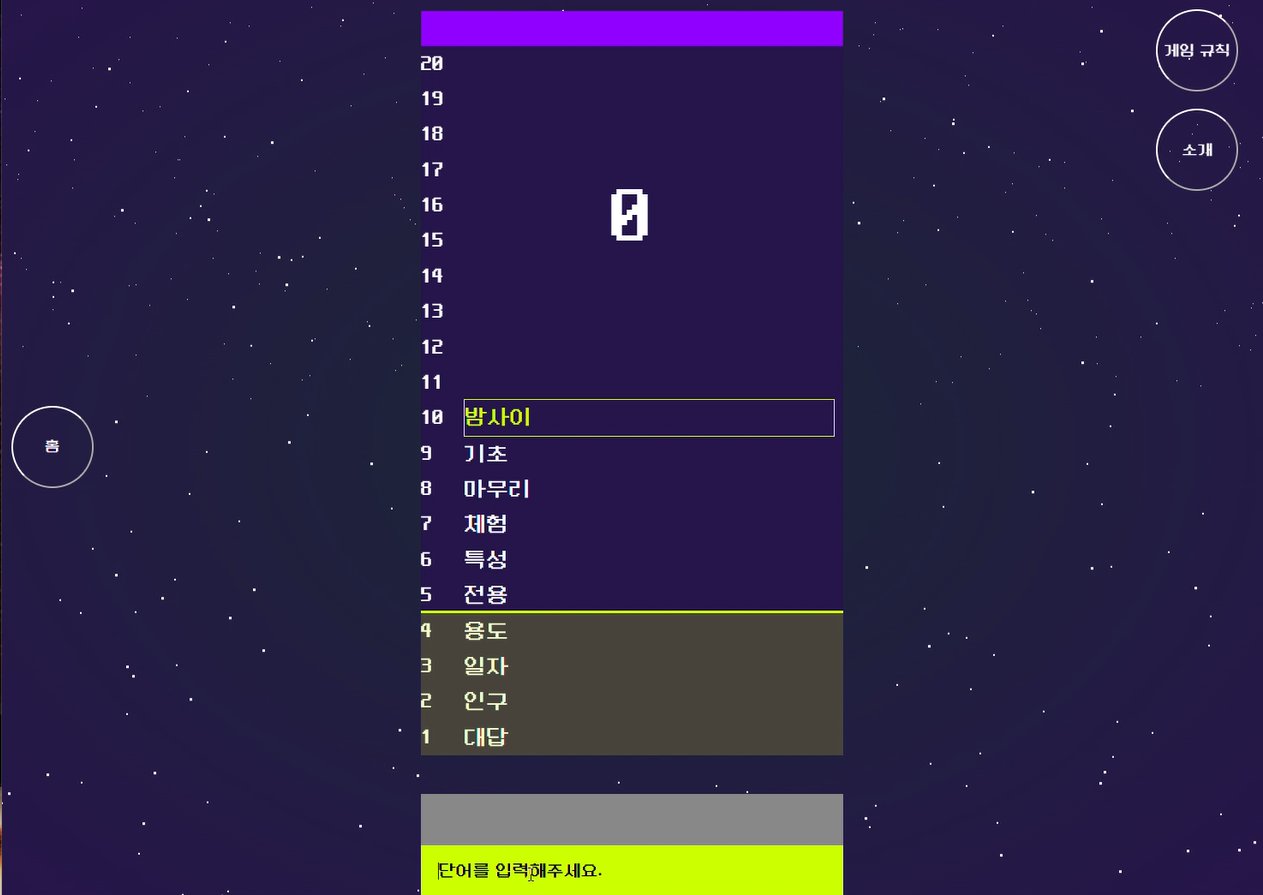 게임 규칙
소개
홈
20
19
18
17
16
0
15
14
13
12
11
10 밤사이
9 기초
8 마무리
7 체험
6 특성
5 전용
4 용도
3 일자
2 인구
1 대답
단어를 입력해주세요.